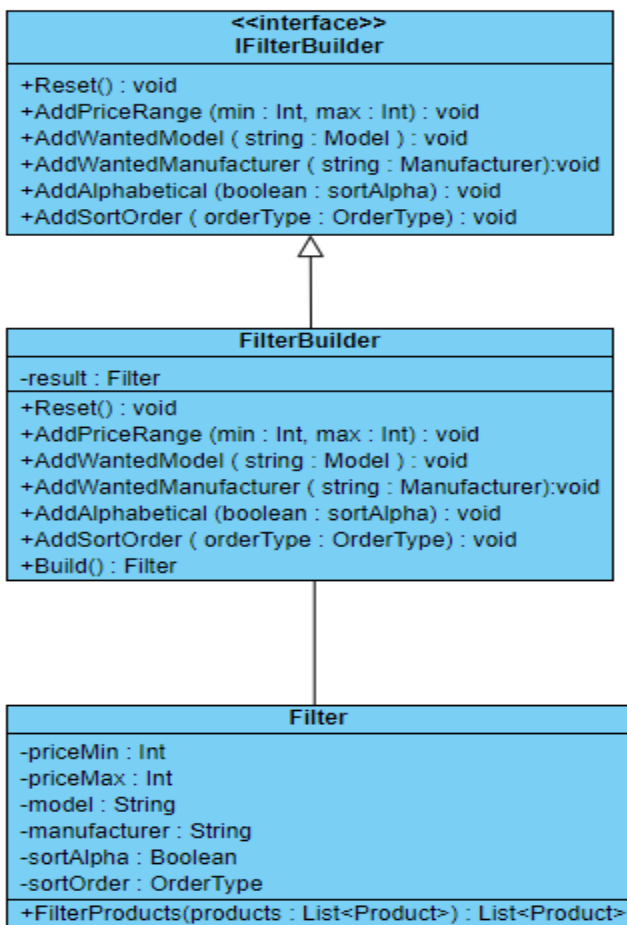 <<interface>>
IFilterBuilder
+Reset() : void
+AddPriceRange (min : Int, max : Int) : void
+AddWantedModel ( string : Model ) : void
+AddWantedManufacturer ( string : Manufacturer):void
+AddAlphabetical (boolean : sortAlpha) : void
+AddSortOrder ( orderType : OrderType) : void
FilterBuilder
-result : Filter
+Reset() : void
+AddPriceRange (min : Int, max : Int) : void
+AddWantedModel ( string : Model ) : void
+AddWantedManufacturer ( string : Manufacturer):void
+AddAlphabetical (boolean : sortAlpha) : void
+AddSortOrder ( orderType : OrderType) : void
+Build() : Filter
Filter
-priceMin : Int
-priceMax : Int
-model : String
-manufacturer : String
-sortAlpha : Boolean
-sortOrder : OrderType
+FilterProducts(products : List<Product>) : List<Product>